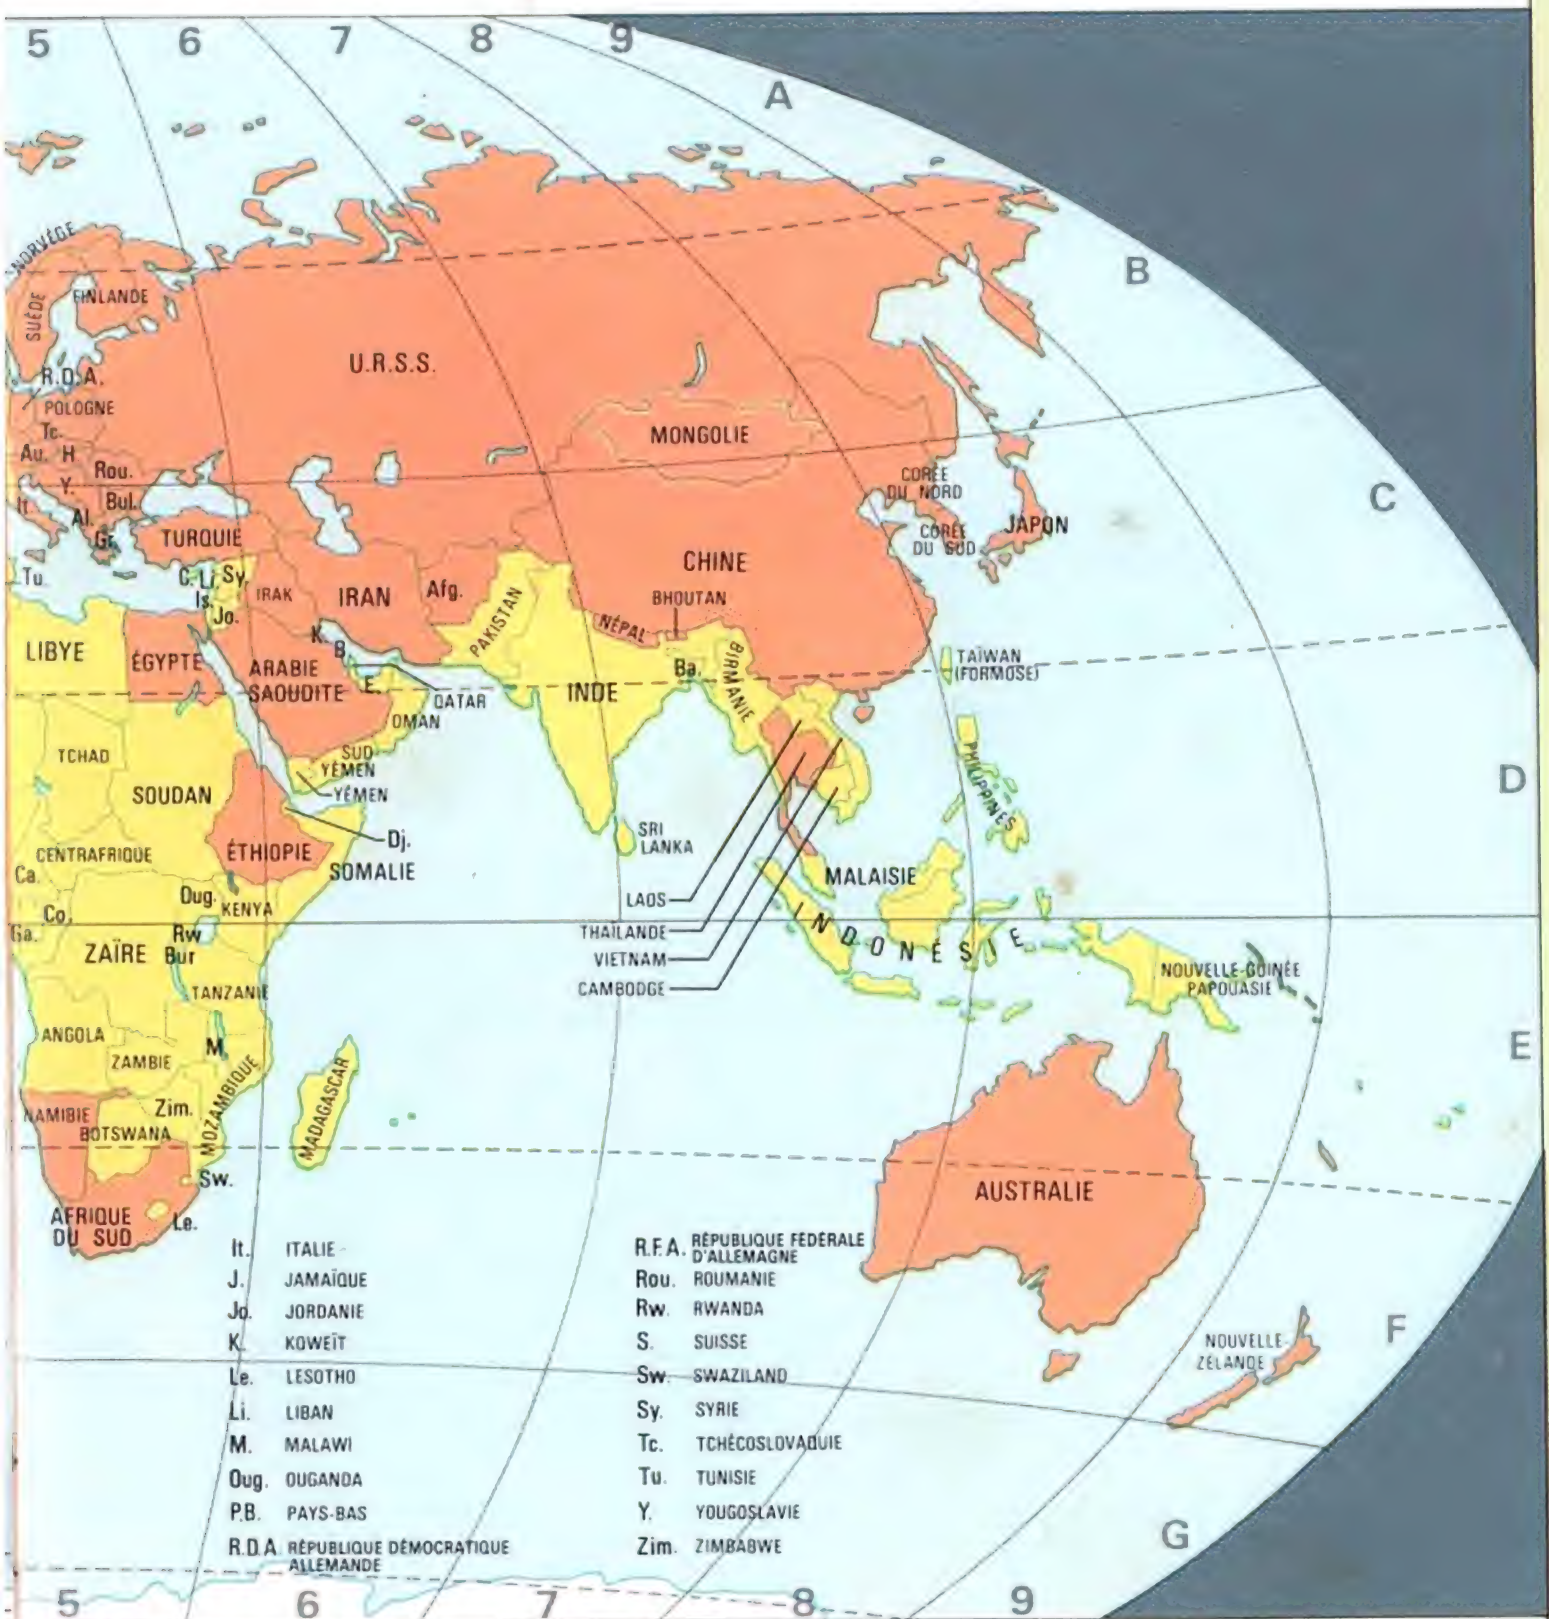 5
6
7
8
9
A
B
C
D
E
F
G
NORVÉGE
SUÉDE
FINLANDE
U.R.S.S.
R.D.A.
POLOGNE
Tc.
Au.
H
Rou.
Y.
It.
Bul.
Al.
Gr.
MONGOLIE
CORÉE
DU NORD
CORÉE
DU SUD
JAPON
TURQUIE
CHINE
Tu.
C.
Li
Sy.
IRAK
IRAN
Afg.
Is.
Jo.
PAKISTAN
NÉPAL
BHOUTAN
LIBYE
ÉGYPTE
K.
B.
ARABIE
SAOUDITE
E.
QATAR
OMAN
INDE
Ba.
BIRMANIE
TAÏWAN
(FORMOSE)
TCHAD
SOUDAN
SUD
YÉMEN
YÉMEN
Dj.
PHILIPPINES
CENTRAFRIQUE
ÉTHIOPIE
SOMALIE
SRI
LANKA
MALAISIE
Ca.
Oug.
KENYA
LAOS
Co.
Ga.
ZAÏRE
Rw
Bur
THAÏLANDE
INDONÉSIE
VIETNAM
CAMBODGE
TANZANIE
NOUVELLE-GUINÉE
PAPOUASIE
ANGOLA
ZAMBIE
M.
MOZAMBIQUE
MADAGASCAR
NAMIBIE
Zim.
BOTSWANA
Sw.
AFRIQUE
DU SUD
Le.
AUSTRALIE
NOUVELLE-
ZÉLANDE
It. ITALIE
J. JAMAÏQUE
Jo. JORDANIE
K. KOWEÏT
Le. LESOTHO
Li. LIBAN
M. MALAWI
Oug. OUGANDA
P.B. PAYS-BAS
R.D.A. RÉPUBLIQUE DÉMOCRATIQUE
ALLEMANDE
R.F.A. RÉPUBLIQUE FÉDÉRALE
D'ALLEMAGNE
Rou. ROUMANIE
Rw. RWANDA
S. SUISSE
Sw. SWAZILAND
Sy. SYRIE
Tc. TCHÉCOSLOVAQUIE
Tu. TUNISIE
Y. YOUGOSLAVIE
Zim. ZIMBABWE
5
6
7
8
9